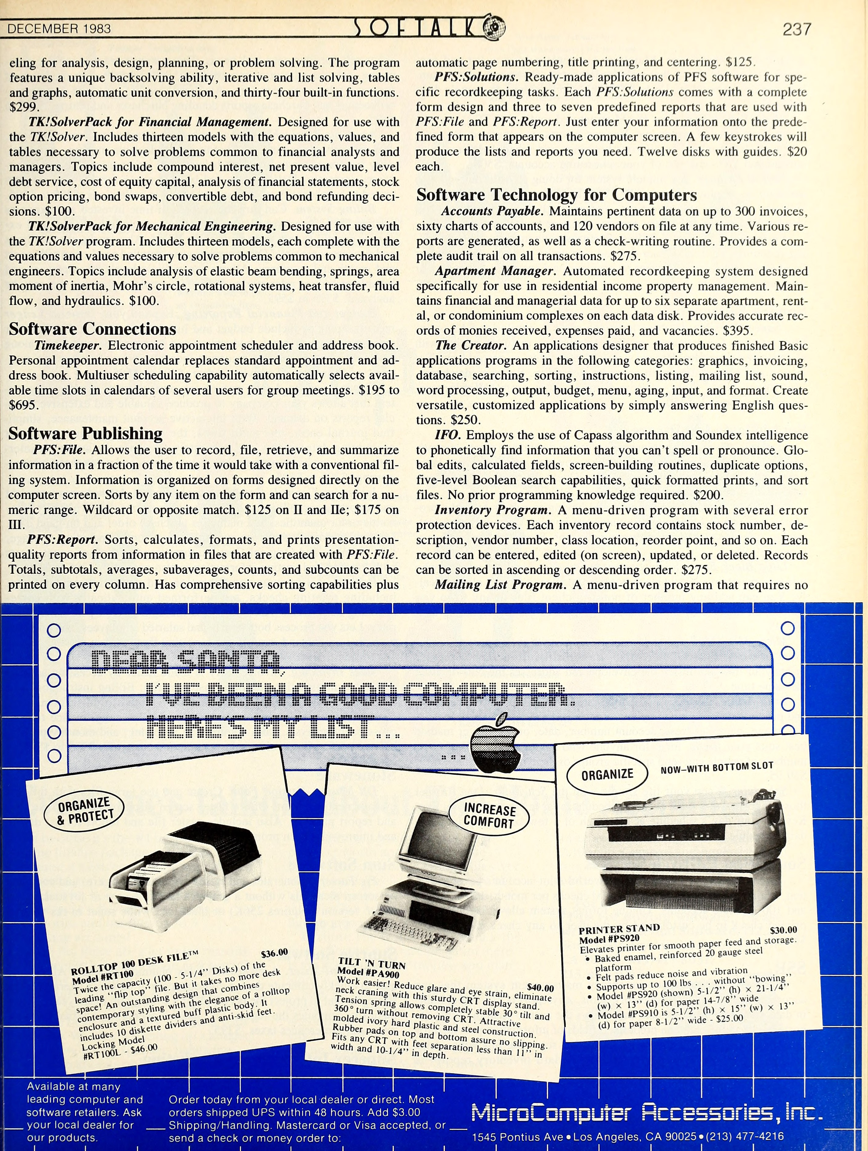 DECEMBER 1983
SOFTALK
237
eling for analysis, design, planning, or problem solving. The program
features a unique backsolving ability, iterative and list solving, tables
and graphs, automatic unit conversion, and thirty-four built-in functions.
$299.
TK!SolverPack for Financial Management. Designed for use with
the TK!Solver. Includes thirteen models with the equations, values, and
tables necessary to solve problems common to financial analysts and
managers. Topics include compound interest, net present value, level
debt service, cost of equity capital, analysis of financial statements, stock
option pricing, bond swaps, convertible debt, and bond refunding deci-
sions. $100.
TK!SolverPack for Mechanical Engineering. Designed for use with
the TK!Solver program. Includes thirteen models, each complete with the
equations and values necessary to solve problems common to mechanical
engineers. Topics include analysis of elastic beam bending, springs, area
moment of inertia, Mohr's circle, rotational systems, heat transfer, fluid
flow, and hydraulics. $100.
Software Connections
Timekeeper. Electronic appointment scheduler and address book.
Personal appointment calendar replaces standard appointment and ad-
dress book. Multiuser scheduling capability automatically selects avail-
able time slots in calendars of several users for group meetings. $195 to
$695.
Software Publishing
PFS:File. Allows the user to record, file, retrieve, and summarize
information in a fraction of the time it would take with a conventional fil-
ing system. Information is organized on forms designed directly on the
computer screen. Sorts by any item on the form and can search for a nu-
meric range. Wildcard or opposite match. $125 on II and IIe; $175 on
III.
PFS:Report. Sorts, calculates, formats, and prints presentation-
quality reports from information in files that are created with PFS:File.
Totals, subtotals, averages, subaverages, counts, and subcounts can be
printed on every column. Has comprehensive sorting capabilities plus
automatic page numbering, title printing, and centering. $125.
PFS:Solutions. Ready-made applications of PFS software for spe-
cific recordkeeping tasks. Each PFS:Solutions comes with a complete
form design and three to seven predefined reports that are used with
PFS:File and PFS:Report. Just enter your information onto the prede-
fined form that appears on the computer screen. A few keystrokes will
produce the lists and reports you need. Twelve disks with guides. $20
each.
Software Technology for Computers
Accounts Payable. Maintains pertinent data on up to 300 invoices,
sixty charts of accounts, and 120 vendors on file at any time. Various re-
ports are generated, as well as a check-writing routine. Provides a com-
plete audit trail on all transactions. $275.
Apartment Manager. Automated recordkeeping system designed
specifically for use in residential income property management. Main-
tains financial and managerial data for up to six separate apartment, rent-
al, or condominium complexes on each data disk. Provides accurate rec-
ords of monies received, expenses paid, and vacancies. $395.
The Creator. An applications designer that produces finished Basic
applications programs in the following categories: graphics, invoicing,
database, searching, sorting, instructions, listing, mailing list, sound,
word processing, output, budget, menu, aging, input, and format. Create
versatile, customized applications by simply answering English ques-
tions. $250.
IFO. Employs the use of Capass algorithm and Soundex intelligence
to phonetically find information that you can't spell or pronounce. Glo-
bal edits, calculated fields, screen-building routines, duplicate options,
five-level Boolean search capabilities, quick formatted prints, and sort
files. No prior programming knowledge required. $200.
Inventory Program. A menu-driven program with several error
protection devices. Each inventory record contains stock number, de-
scription, vendor number, class location, reorder point, and so on. Each
record can be entered, edited (on screen), updated, or deleted. Records
can be sorted in ascending or descending order. $275.
Mailing List Program. A menu-driven program that requires no
DEAR SANTA,
I'VE BEEN A GOOD COMPUTER.
HERE'S MY LIST...
...
ORGANIZE
& PROTECT
ROLLTOP 100 DESK FILE™ $36.00
Model #RT100
Twice the capacity (100 - 5-1/4" Disks) of the
leading "flip top" file. But it takes no more desk
space! An outstanding design that combines
contemporary styling with the elegance of a rolltop
enclosure and a textured buff plastic body. It
includes 10 diskette dividers and anti-skid feet.
Locking Model
#RT100L - $46.00
INCREASE
COMFORT
TILT 'N TURN
Model #PA900 $40.00
Work easier! Reduce glare and eye strain, eliminate
neck craning with this sturdy CRT display stand.
Tension spring allows completely stable 30° tilt and
360° turn without removing CRT. Attractive
molded ivory hard plastic and steel construction.
Rubber pads on top and bottom assure no slipping.
Fits any CRT with feet separation less than 11" in
width and 10-1/4" in depth.
ORGANIZE
NOW-WITH BOTTOM SLOT
PRINTER STAND $30.00
Model #PS920
Elevates printer for smooth paper feed and storage.
• Baked enamel, reinforced 20 gauge steel
platform
• Felt pads reduce noise and vibration
• Supports up to 100 lbs . . . without "bowing"
• Model #PS920 (shown) 5-1/2" (h) × 21-1/4"
(w) × 13" (d) for paper 14-7/8" wide
• Model #PS910 is 5-1/2" (h) × 15" (w) × 13"
(d) for paper 8-1/2" wide - $25.00
Available at many
leading computer and
software retailers. Ask
your local dealer for
our products.
Order today from your local dealer or direct. Most
orders shipped UPS within 48 hours. Add $3.00
Shipping/Handling. Mastercard or Visa accepted, or
send a check or money order to:
MicroComputer Accessories, Inc.
1545 Pontius Ave • Los Angeles, CA 90025 • (213) 477-4216